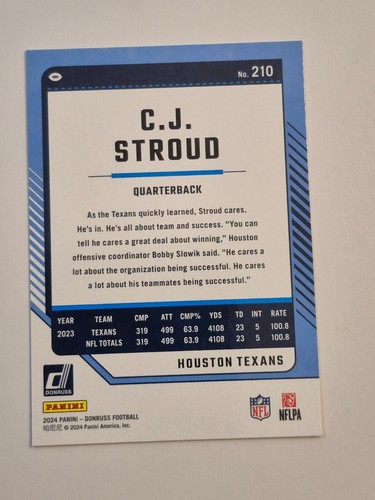 No. 210
C.J.
STROUD
QUARTERBACK
As the Texans quickly learned, Stroud cares.
He's in. He's all about team and success. "You can
tell he cares a great deal about winning," Houston
offensive coordinator Bobby Slowik said. "He cares a
lot about the organization being successful. He cares
a lot about his teammates being successful."
YEAR TEAM CMP ATT CMP% YDS TD INT RATE
2023 TEXANS 319 499 63.9 4108 23 5 100.8
NFL TOTALS 319 499 63.9 4108 23 5 100.8
HOUSTON TEXANS
DONRUSS
PANINI
NFL
NFLPA
2024 PANINI – DONRUSS FOOTBALL
帕尼尼 © 2024 Panini America, Inc.